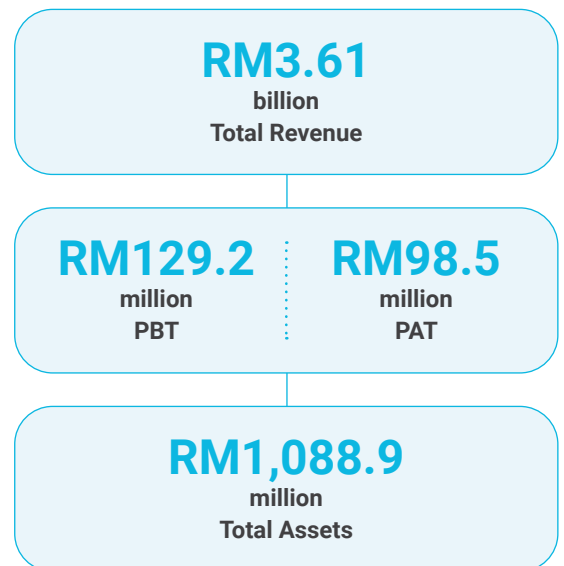 RM3.61
billion
Total Revenue
RM129.2
million
PBT
RM98.5
million
PAT
RM1,088.9
million
Total Assets